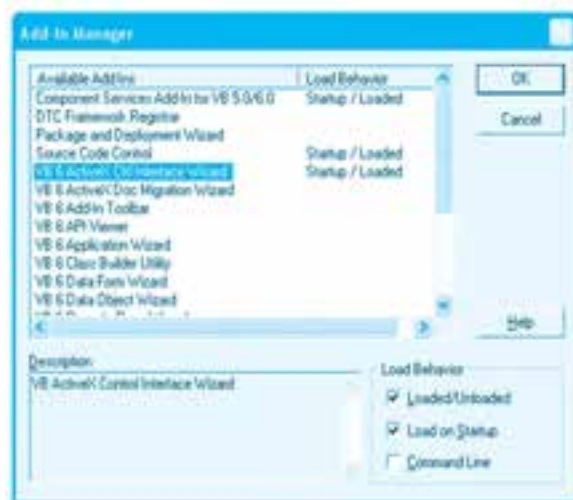 Add-In Manager
Available Add-Ins Load Behavior
Component Services Add-In for VB 5.0/6.0 Startup / Loaded
DTC Framework Registrar
Package and Deployment Wizard
Source Code Control Startup / Loaded
VB 6 ActiveX Ctrl Interface Wizard Startup / Loaded
VB 6 ActiveX Doc Migration Wizard
VB 6 Add-In Toolbar
VB 6 API Viewer
VB 6 Application Wizard
VB 6 Class Builder Utility
VB 6 Data Form Wizard
VB 6 Data Object Wizard
OK
Cancel
Help
Description
VB ActiveX Control Interface Wizard
Load Behavior
Loaded/Unloaded
Load on Startup
Command Line